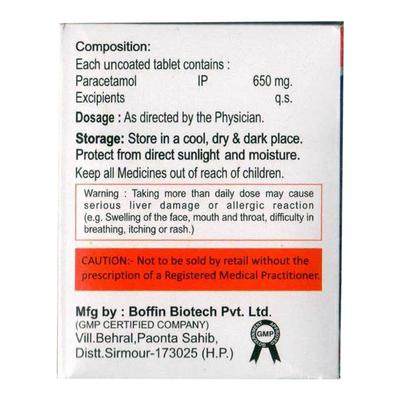 Composition:
Each uncoated tablet contains :
Paracetamol IP 650 mg.
Excipients q.s.
Dosage : As directed by the Physician.
Storage: Store in a cool, dry & dark place.
Protect from direct sunlight and moisture.
Keep all Medicines out of reach of children.
Warning : Taking more than daily dose may cause
serious liver damage or allergic reaction
(e.g. Swelling of the face, mouth and throat, difficulty in
breathing, itching or rash.)
CAUTION:- Not to be sold by retail without the
prescription of a Registered Medical Practitioner.
Mfg by : Boffin Biotech Pvt. Ltd.
(GMP CERTIFIED COMPANY)
Vill.Behral,Paonta Sahib,
Distt.Sirmour-173025 (H.P.)
GMP